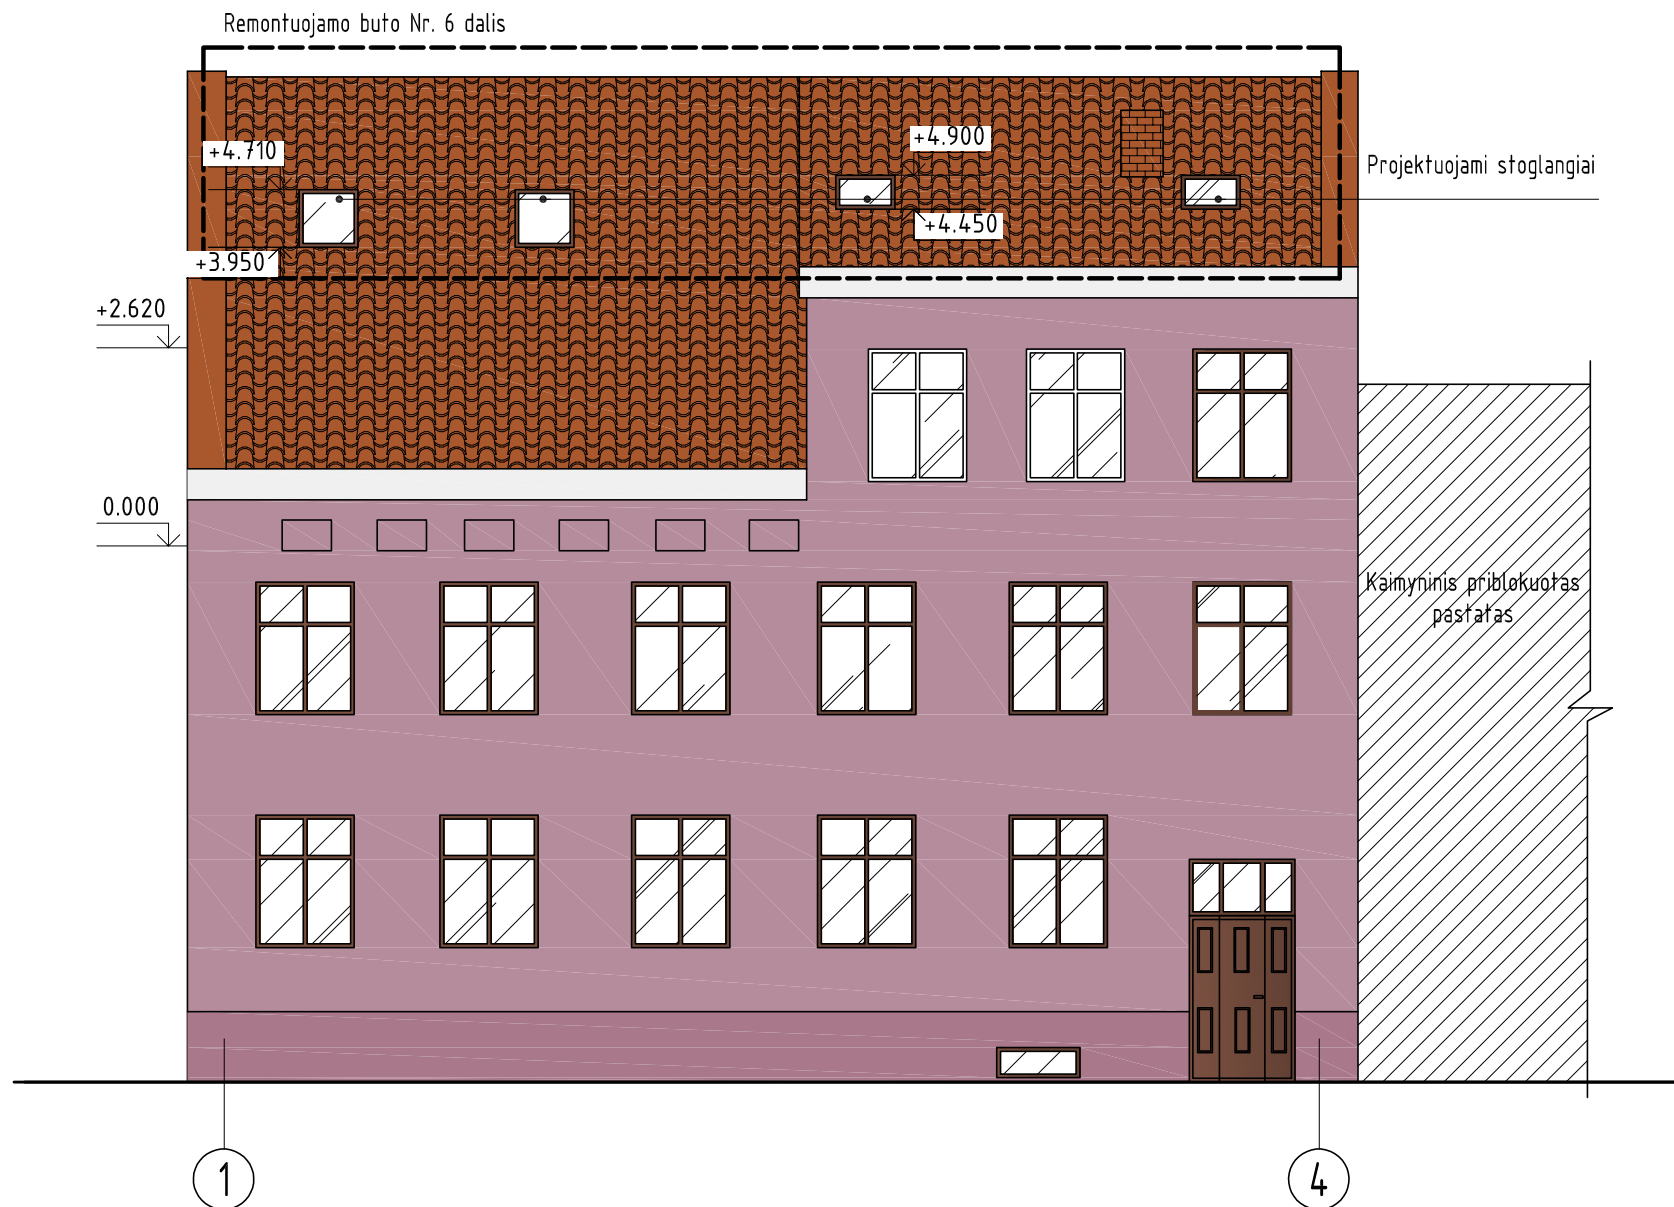 Remontuojamo buto Nr. 6 dalis
+4.710
+4.900
Projektuojami stoglangiai
+4.450
+3.950
+2.620
0.000
Kaimyninis priblokuotas
pastatas
1
4